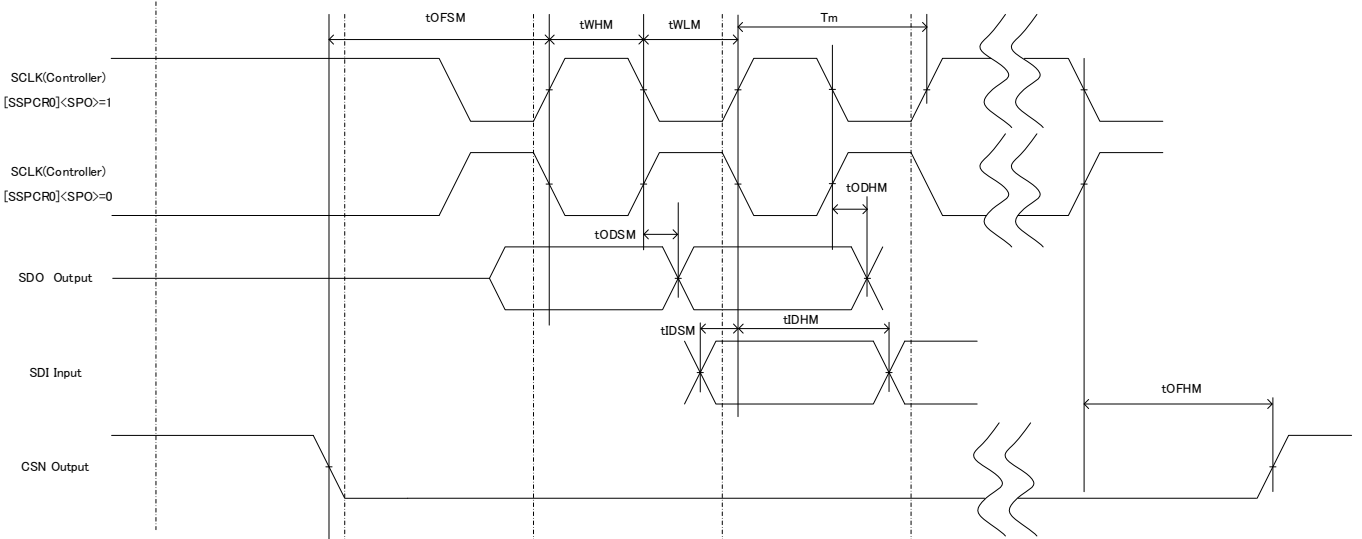 tOFSM
tWHM
tWLM
Tm
SCLK(Controller)
[SSPCR0]<SPO>=1
SCLK(Controller)
[SSPCR0]<SPO>=0
tODHM
tODSM
SDO Output
tIDSM
tIDHM
SDI Input
tOFHM
CSN Output